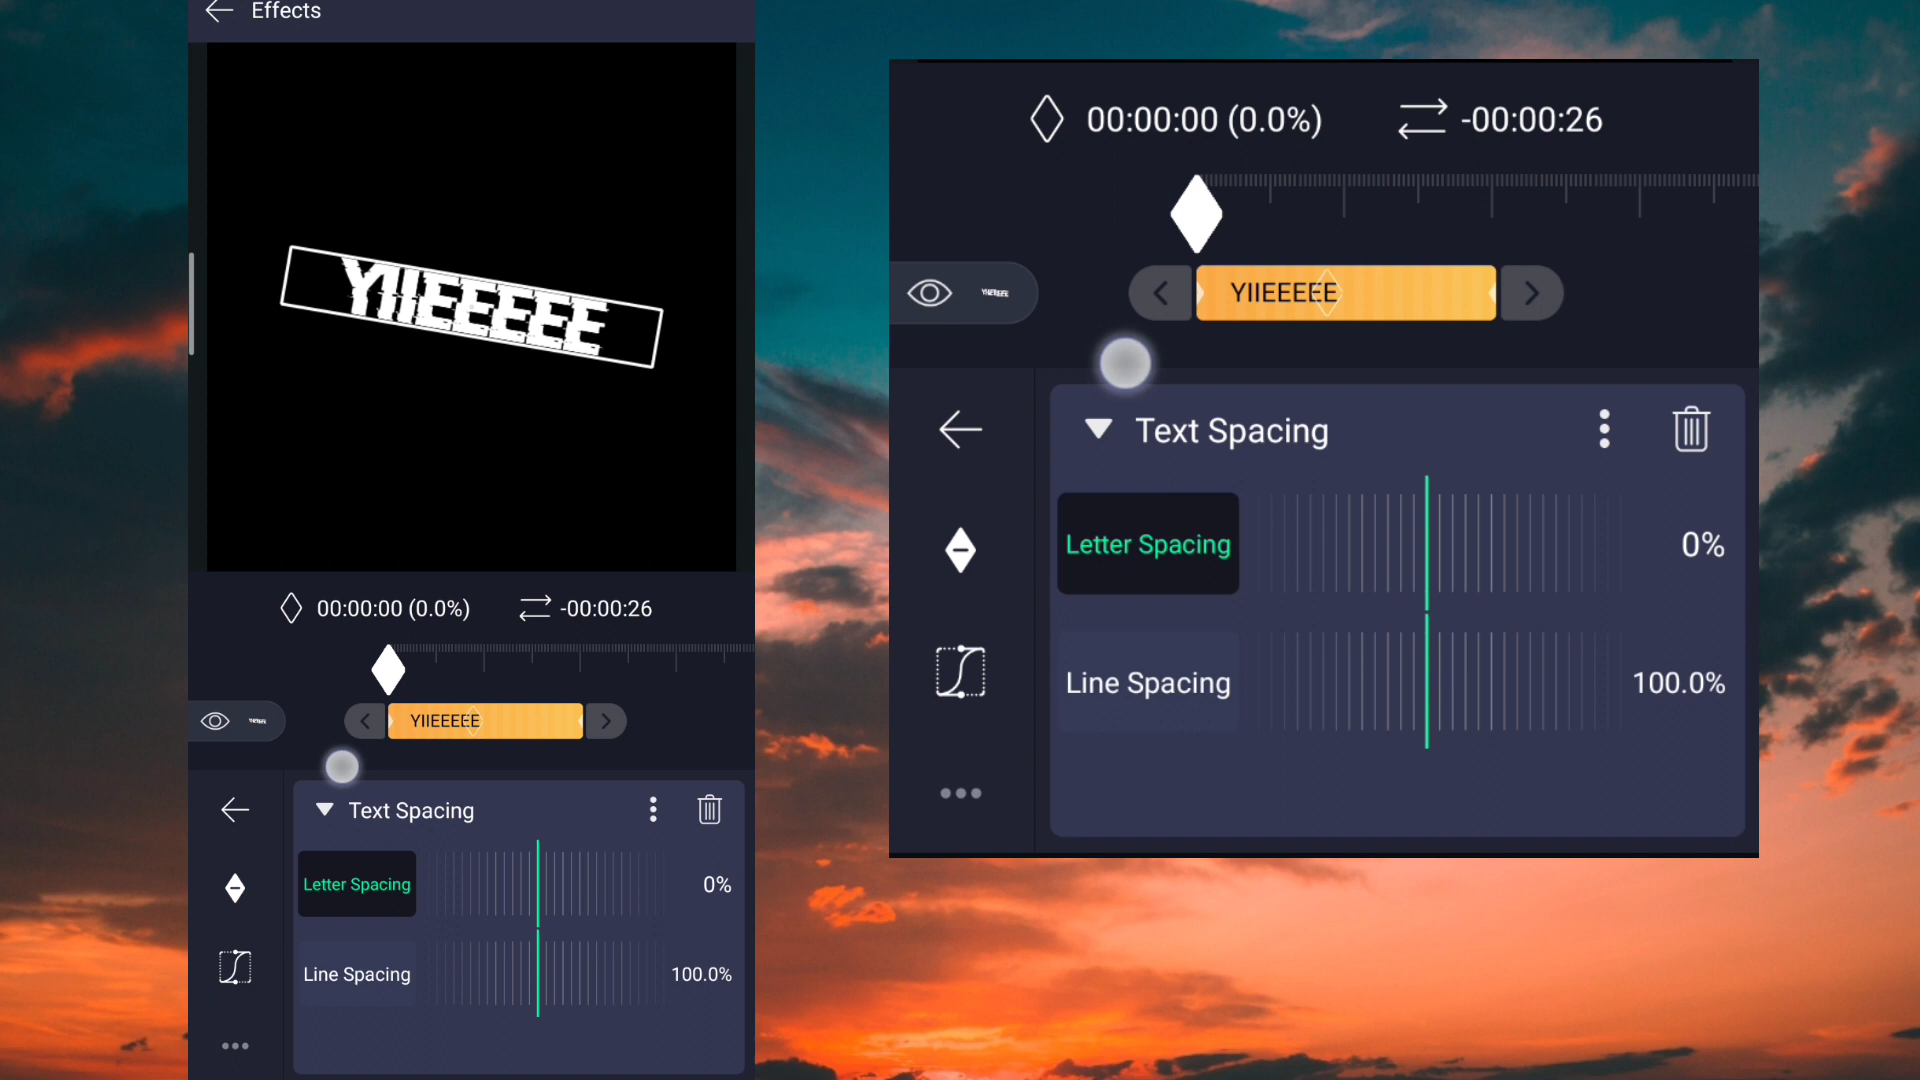 Effects
YIIEEEEE
00:00:00 (0.0%)
-00:00:26
YIIEEEEE
Text Spacing
Letter Spacing
0%
Line Spacing
100.0%
00:00:00 (0.0%)
-00:00:26
YIIEEEEE
Text Spacing
Letter Spacing
0%
Line Spacing
100.0%